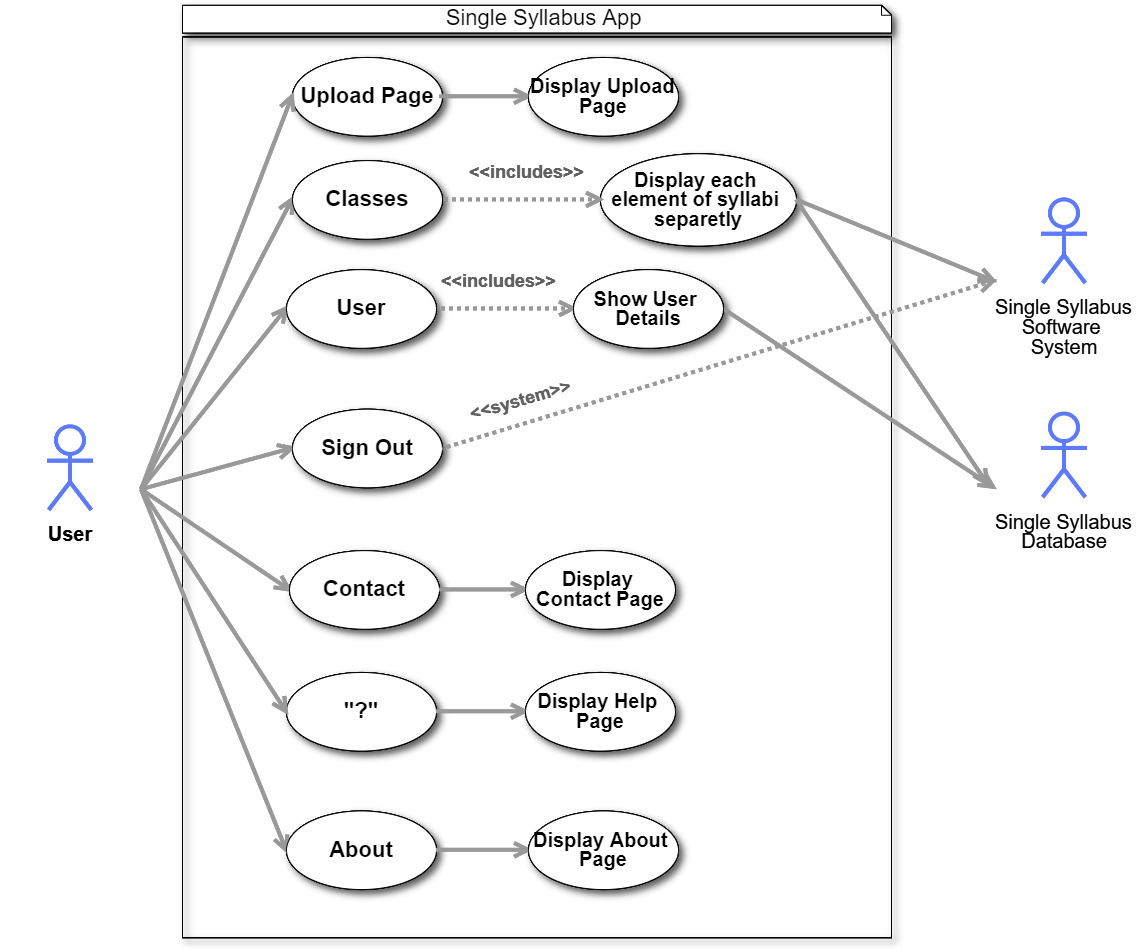 Single Syllabus App
Upload Page
Display Upload
Page
Classes
<<includes>>
Display each
element of syllabi
separetly
User
<<includes>>
Show User
Details
Single Syllabus
Software
System
<<system>>
Sign Out
User
Single Syllabus
Database
Contact
Display
Contact Page
"?"
Display Help
Page
About
Display About
Page